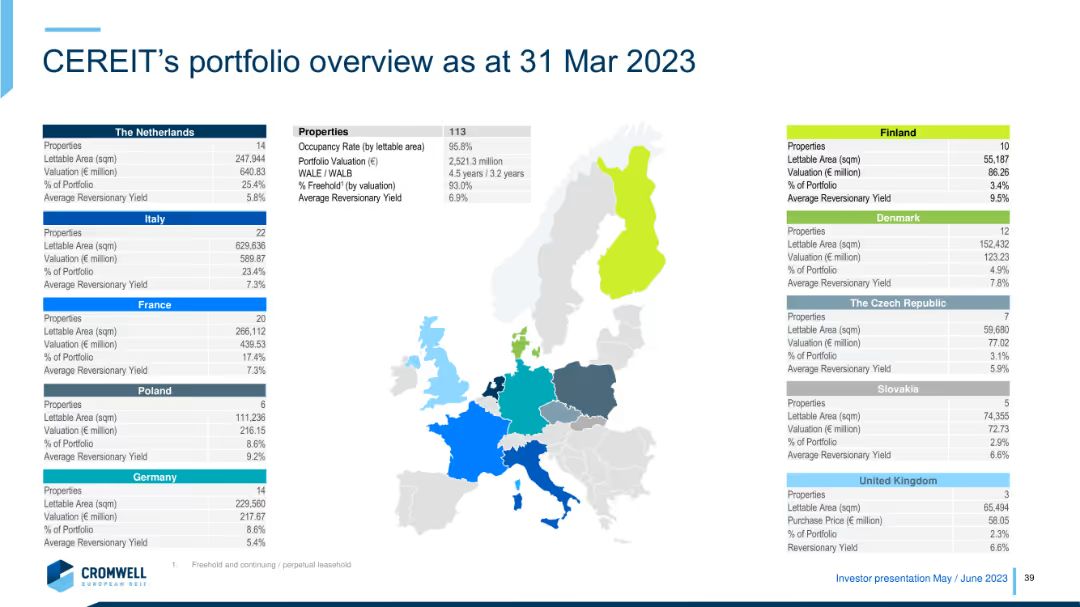 CEREIT's portfolio overview as at 31 Mar 2023
The Netherlands
Properties 14
Lettable Area (sqm) 247,944
Valuation (€ million) 640.83
% of Portfolio 25.4%
Average Reversionary Yield 5.8%
Italy
Properties 22
Lettable Area (sqm) 629,636
Valuation (€ million) 589.87
% of Portfolio 23.4%
Average Reversionary Yield 7.3%
France
Properties 20
Lettable Area (sqm) 266,112
Valuation (€ million) 439.53
% of Portfolio 17.4%
Average Reversionary Yield 7.3%
Poland
Properties 6
Lettable Area (sqm) 111,236
Valuation (€ million) 216.15
% of Portfolio 8.6%
Average Reversionary Yield 9.2%
Germany
Properties 14
Lettable Area (sqm) 229,560
Valuation (€ million) 217.67
% of Portfolio 8.6%
Average Reversionary Yield 5.4%
Properties 113
Occupancy Rate (by lettable area) 95.8%
Portfolio Valuation (€) 2,521.3 million
WALE / WALB 4.5 years / 3.2 years
% Freehold¹ (by valuation) 93.0%
Average Reversionary Yield 6.9%
Finland
Properties 10
Lettable Area (sqm) 55,187
Valuation (€ million) 86.26
% of Portfolio 3.4%
Average Reversionary Yield 9.5%
Denmark
Properties 12
Lettable Area (sqm) 152,432
Valuation (€ million) 123.23
% of Portfolio 4.9%
Average Reversionary Yield 7.8%
The Czech Republic
Properties 7
Lettable Area (sqm) 59,680
Valuation (€ million) 77.02
% of Portfolio 3.1%
Average Reversionary Yield 5.9%
Slovakia
Properties 5
Lettable Area (sqm) 74,355
Valuation (€ million) 72.73
% of Portfolio 2.9%
Average Reversionary Yield 6.6%
United Kingdom
Properties 3
Lettable Area (sqm) 65,494
Purchase Price (€ million) 58.05
% of Portfolio 2.3%
Reversionary Yield 6.6%
1. Freehold and continuing / perpetual leasehold
CROMWELL
EUROPEAN REIT
Investor presentation May / June 2023 39